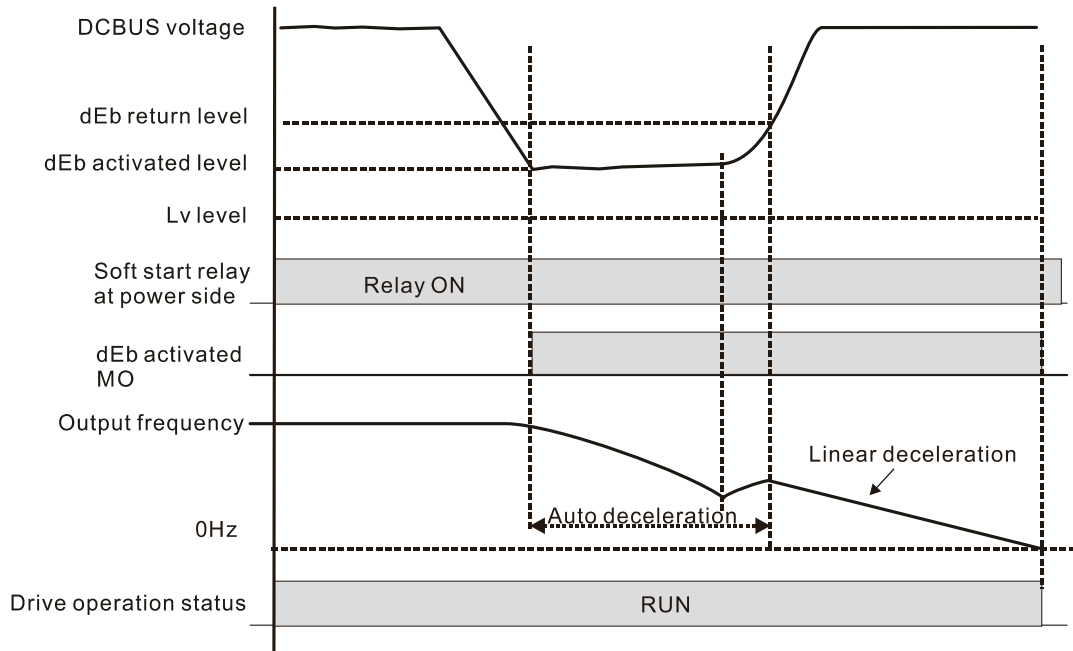 DCBUS voltage
dEb return level
dEb activated level
Lv level
Soft start relay
at power side
Relay ON
dEb activated
MO
Output frequency
Linear deceleration
Auto deceleration
0Hz
Drive operation status
RUN